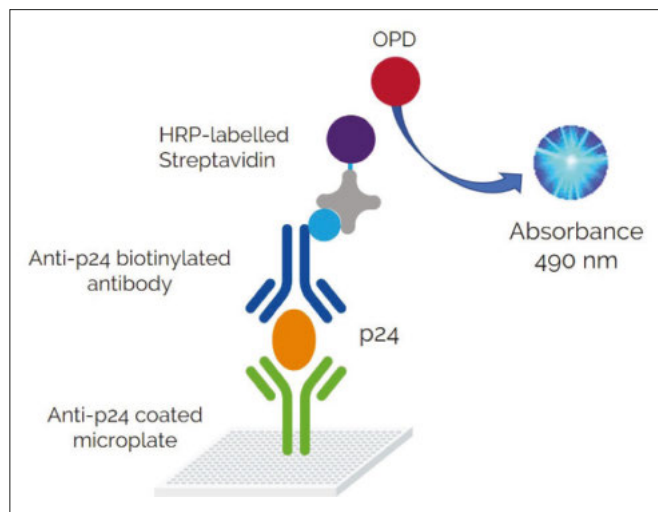 OPD
HRP-labelled
Streptavidin
Absorbance
490 nm
Anti-p24 biotinylated
antibody
p24
Anti-p24 coated
microplate